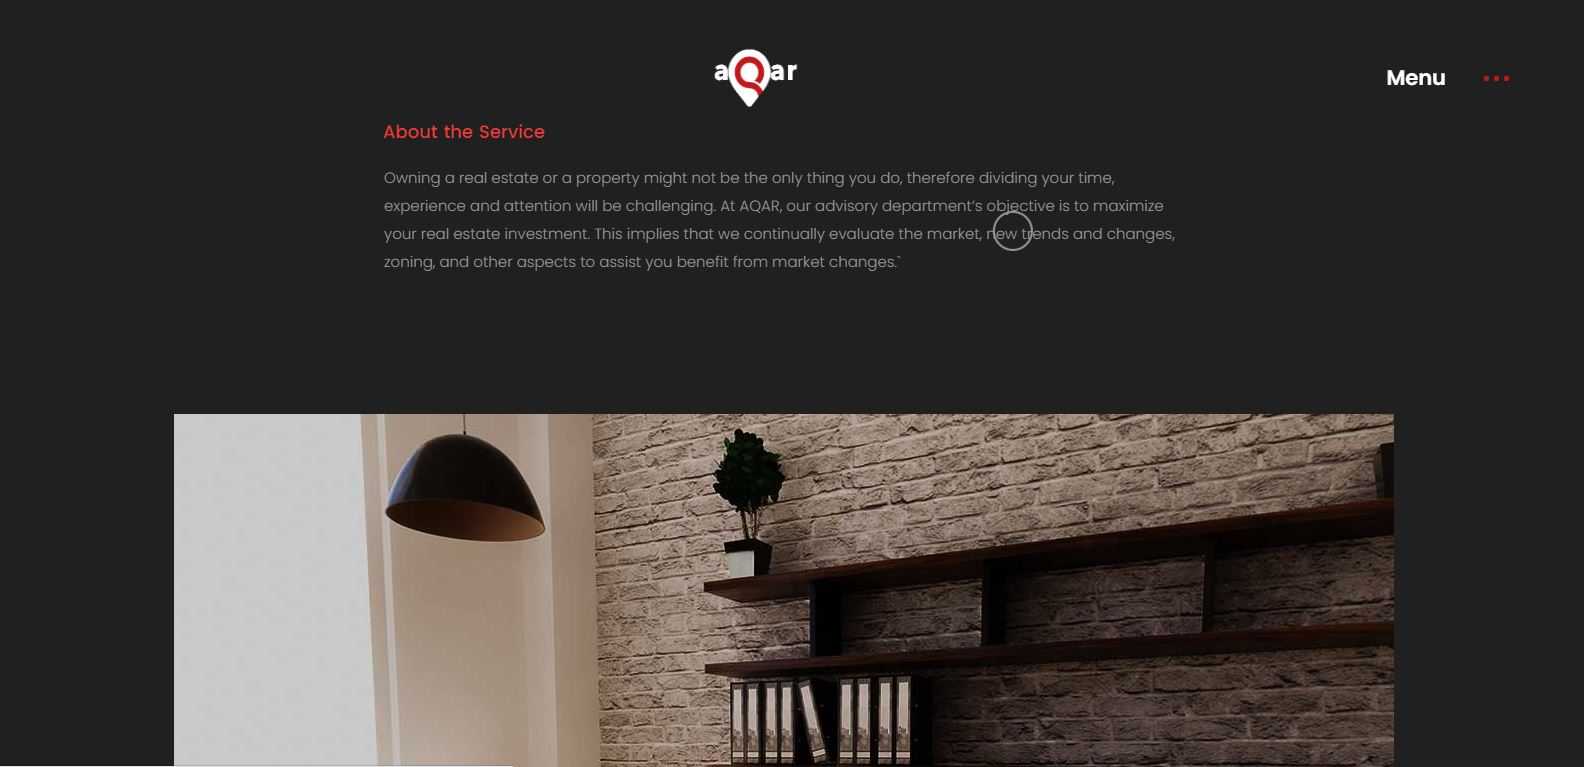 aQar
Menu
About the Service
Owning a real estate or a property might not be the only thing you do, therefore dividing your time,
experience and attention will be challenging. At AQAR, our advisory department's objective is to maximize
your real estate investment. This implies that we continually evaluate the market, new trends and changes,
zoning, and other aspects to assist you benefit from market changes.`